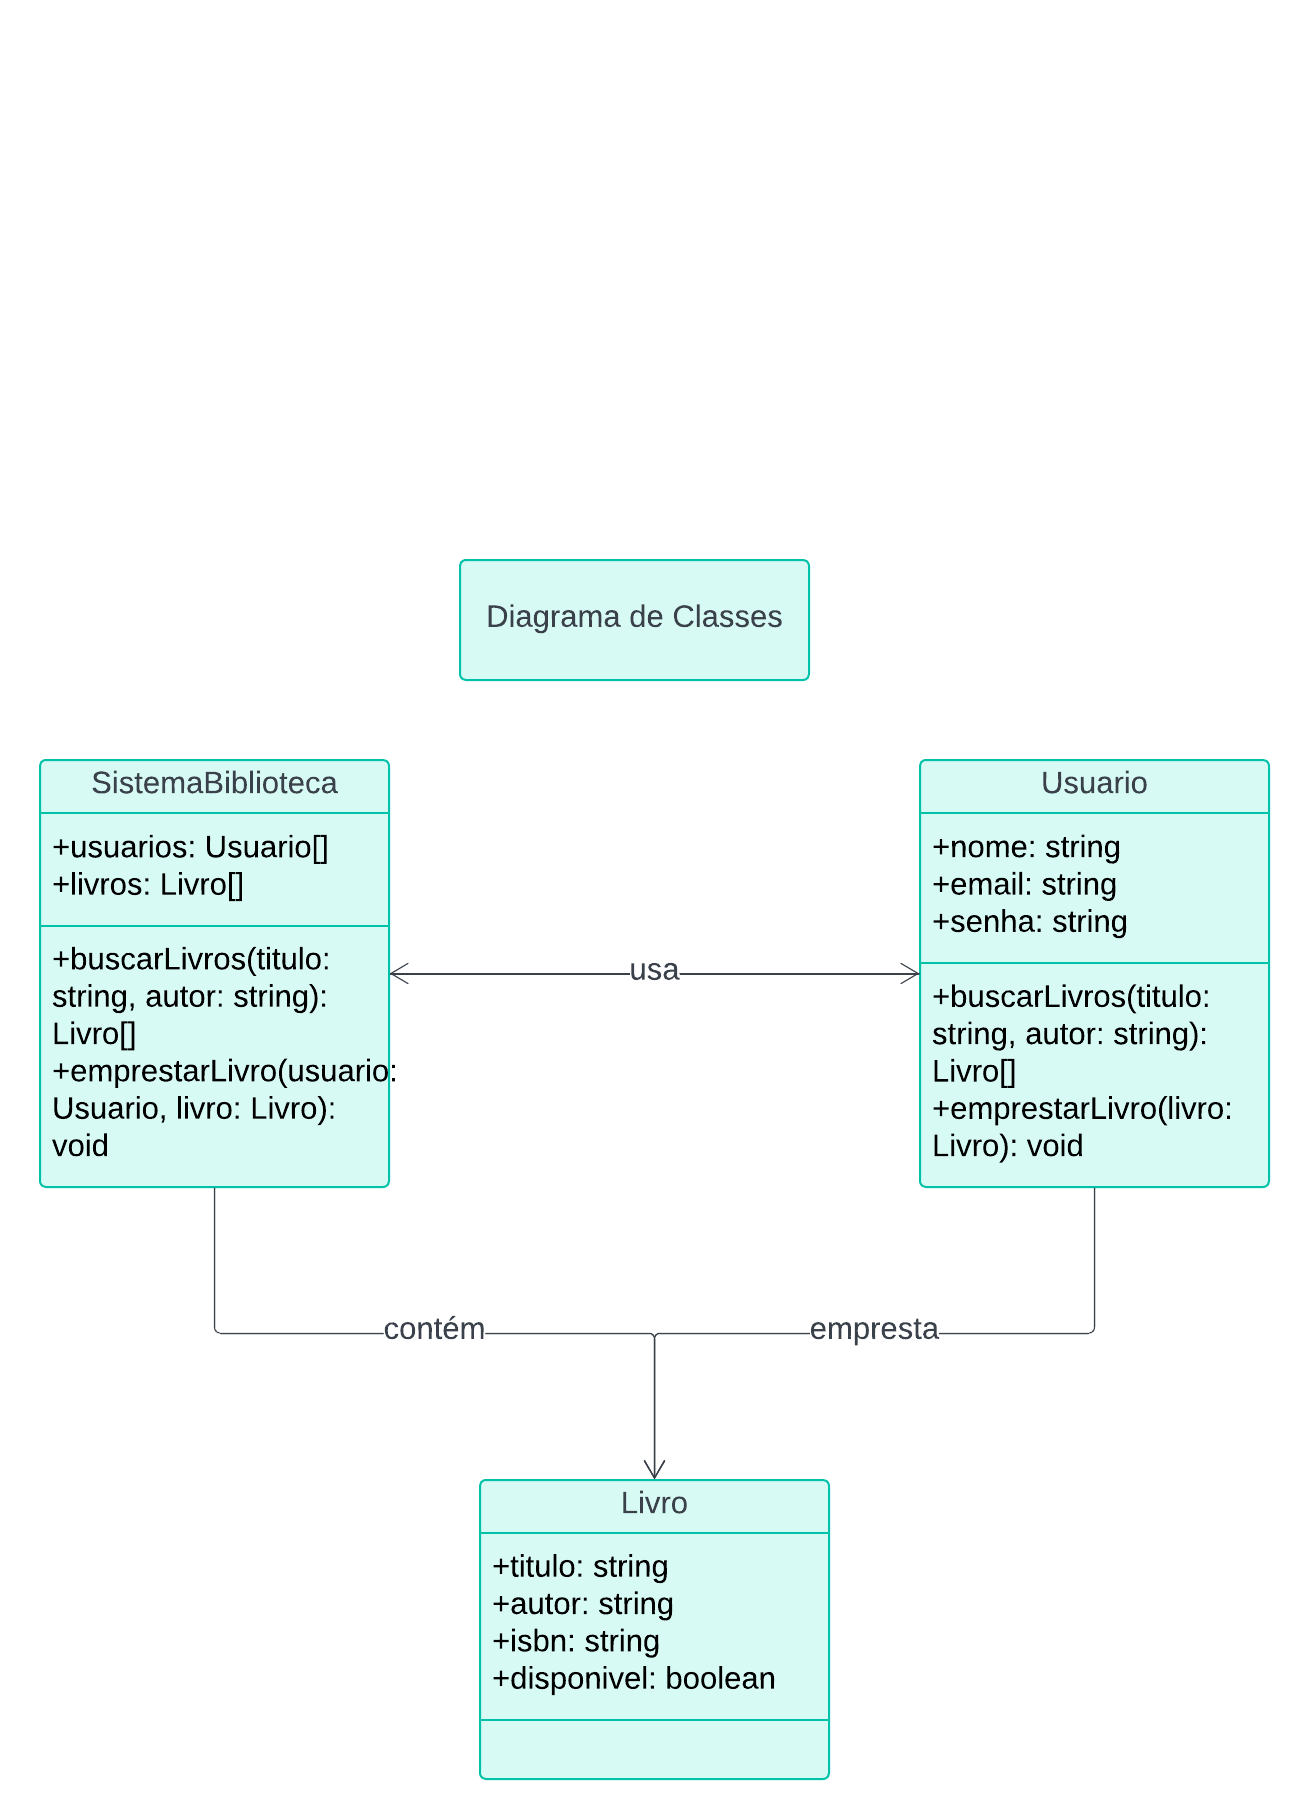 Diagrama de Classes
SistemaBiblioteca
+usuarios: Usuario[]
+livros: Livro[]
+buscarLivros(titulo:
string, autor: string):
Livro[]
+emprestarLivro(usuario:
Usuario, livro: Livro):
void
usa
Usuario
+nome: string
+email: string
+senha: string
+buscarLivros(titulo:
string, autor: string):
Livro[]
+emprestarLivro(livro:
Livro): void
contém
empresta
Livro
+titulo: string
+autor: string
+isbn: string
+disponivel: boolean